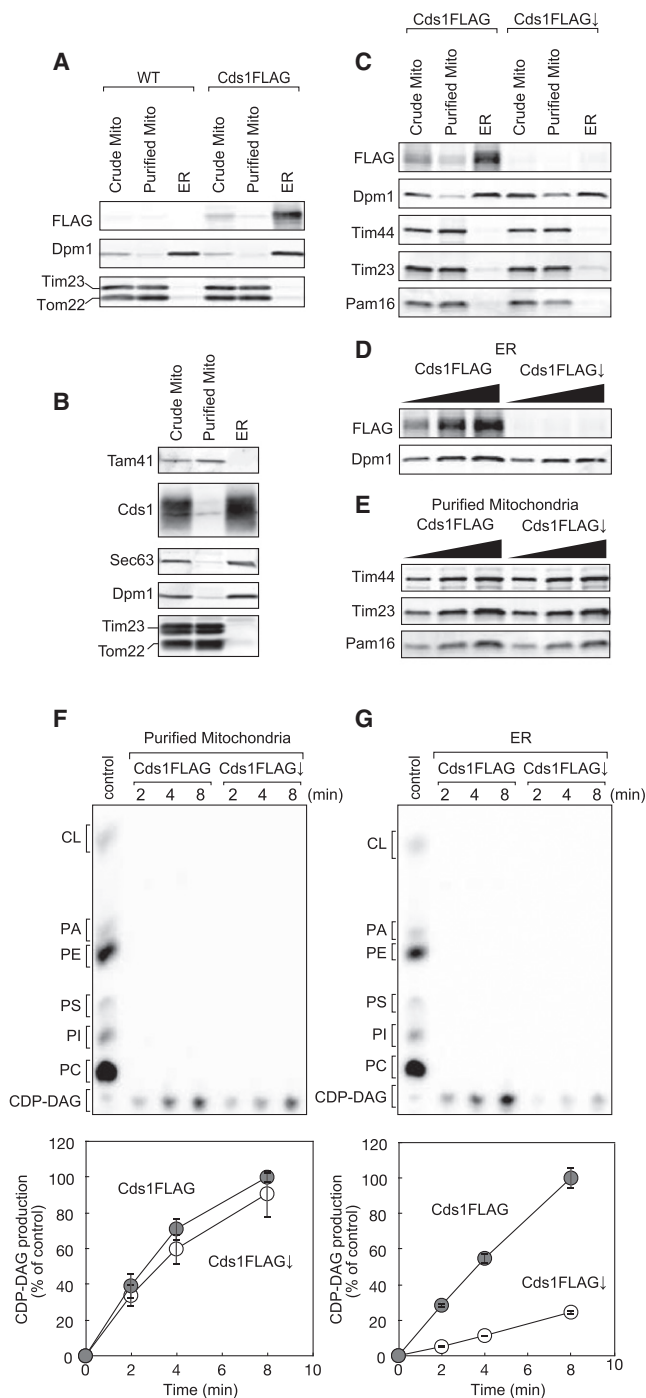 A
WT
Cds1FLAG
Crude Mito
Purified Mito
ER
Crude Mito
Purified Mito
ER
FLAG
Dpm1
Tim23
Tom22
B
Crude Mito
Purified Mito
ER
Tam41
Cds1
Sec63
Dpm1
Tim23
Tom22
C
Cds1FLAG
Cds1FLAG↓
Crude Mito
Purified Mito
ER
Crude Mito
Purified Mito
ER
FLAG
Dpm1
Tim44
Tim23
Pam16
D
ER
Cds1FLAG
Cds1FLAG↓
FLAG
Dpm1
E
Purified Mitochondria
Cds1FLAG
Cds1FLAG↓
Tim44
Tim23
Pam16
F
Purified Mitochondria
control
Cds1FLAG
Cds1FLAG↓
2 4 8 2 4 8 (min)
CL
PA
PE
PS
PI
PC
CDP-DAG
120
100
80
60
40
20
0
CDP-DAG production
(% of control)
Cds1FLAG
Cds1FLAG↓
0 2 4 6 8 10
Time (min)
G
ER
control
Cds1FLAG
Cds1FLAG↓
2 4 8 2 4 8 (min)
CL
PA
PE
PS
PI
PC
CDP-DAG
120
100
80
60
40
20
0
CDP-DAG production
(% of control)
Cds1FLAG
Cds1FLAG↓
0 2 4 6 8 10
Time (min)